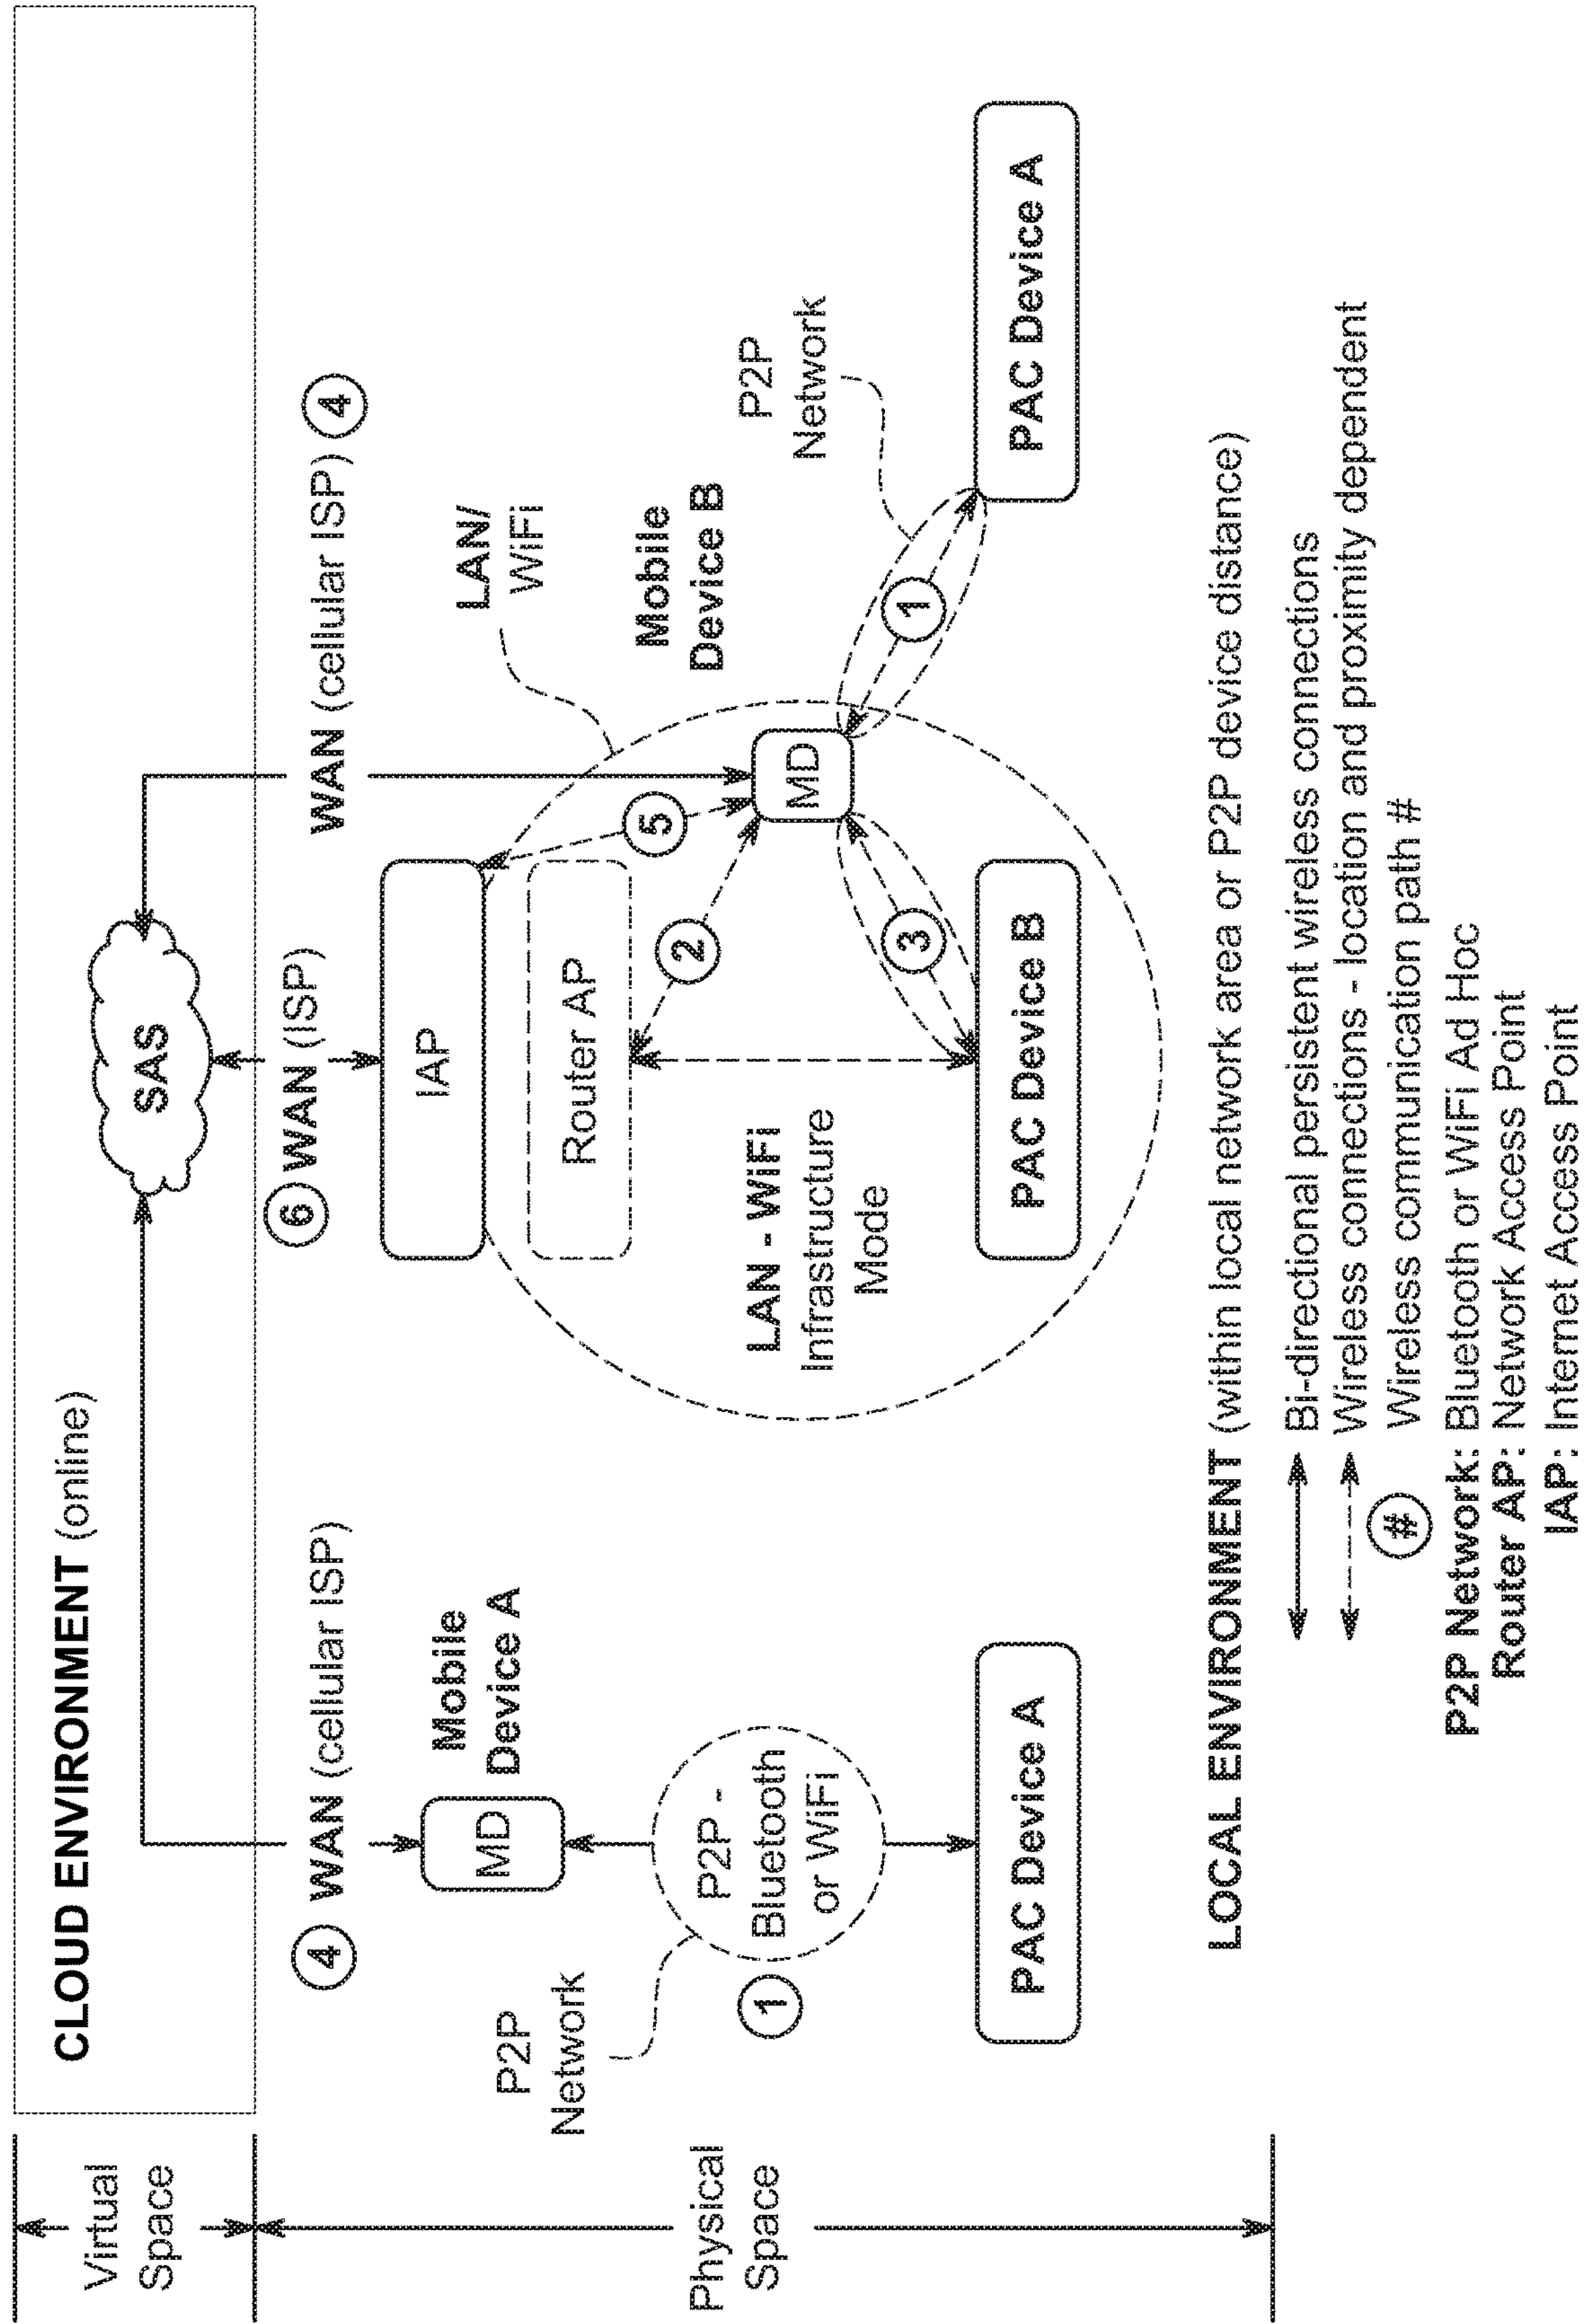 CLOUD ENVIRONMENT (online)
Virtual
Space
SAS
4 WAN (cellular ISP)
6 WAN (ISP)
WAN (cellular ISP) 4
Mobile
Device A
MD
IAP
LAN/
WiFi
P2P
Network
Router AP
5
2
Mobile
Device B
Physical
Space
1
P2P -
Bluetooth
or WiFi
LAN - WiFi
Infrastructure
Mode
MD
P2P
Network
3
1
PAC Device A
PAC Device B
PAC Device A
LOCAL ENVIRONMENT (within local network area or P2P device distance)
Bi-directional persistent wireless connections
Wireless connections - location and proximity dependent
# Wireless communication path #
P2P Network: Bluetooth or WiFi Ad Hoc
Router AP: Network Access Point
IAP: Internet Access Point